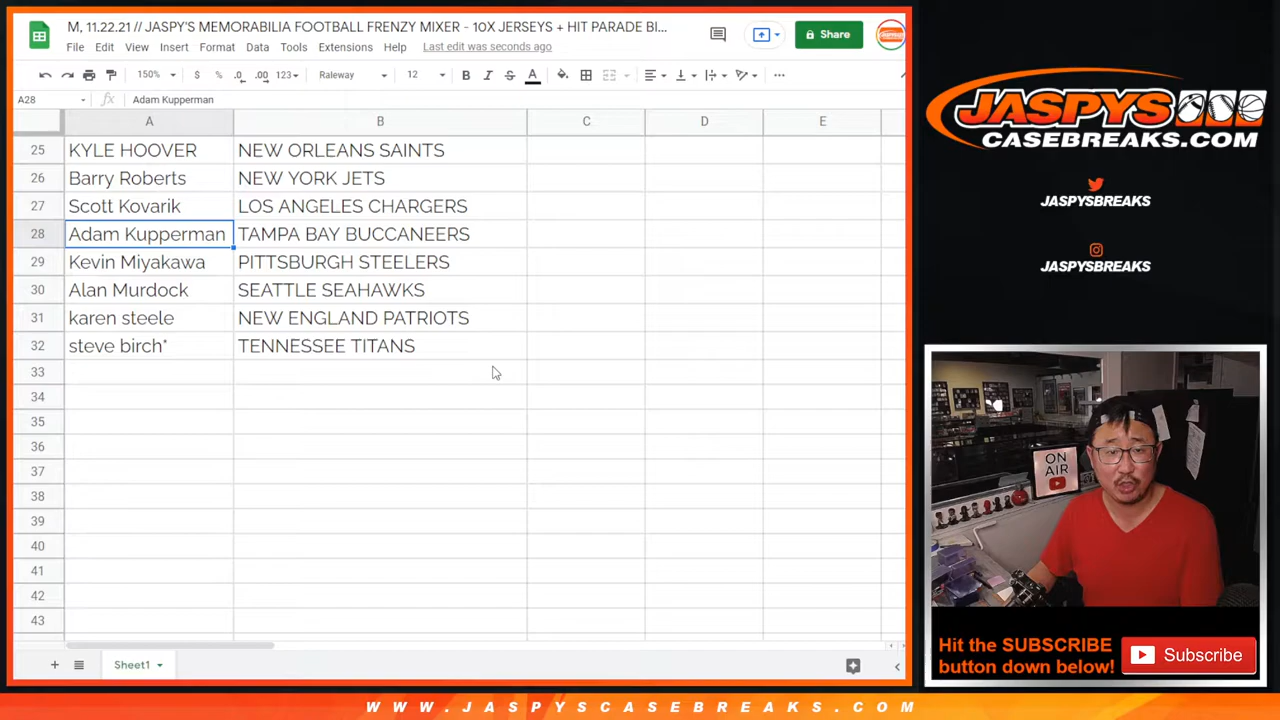 M, 11.22.21 // JASPY'S MEMORABILIA FOOTBALL FRENZY MIXER - 10X JERSEYS + HIT PARADE BI...
File Edit View Insert Format Data Tools Extensions Help Last edit was seconds ago
Share
150% $ % .0 .00 123 Raleway 12 B I S A
A28 fx Adam Kupperman
A B C D E
25 KYLE HOOVER NEW ORLEANS SAINTS
26 Barry Roberts NEW YORK JETS
27 Scott Kovarik LOS ANGELES CHARGERS
28 Adam Kupperman TAMPA BAY BUCCANEERS
29 Kevin Miyakawa PITTSBURGH STEELERS
30 Alan Murdock SEATTLE SEAHAWKS
31 karen steele NEW ENGLAND PATRIOTS
32 steve birch* TENNESSEE TITANS
33
34
35
36
37
38
39
40
41
42
43
Sheet1
JASPYS
CASEBREAKS.COM
JASPYSBREAKS
JASPYSBREAKS
ON
AIR
Hit the SUBSCRIBE
button down below!
Subscribe
WWW.JASPYSCASEBREAKS.COM